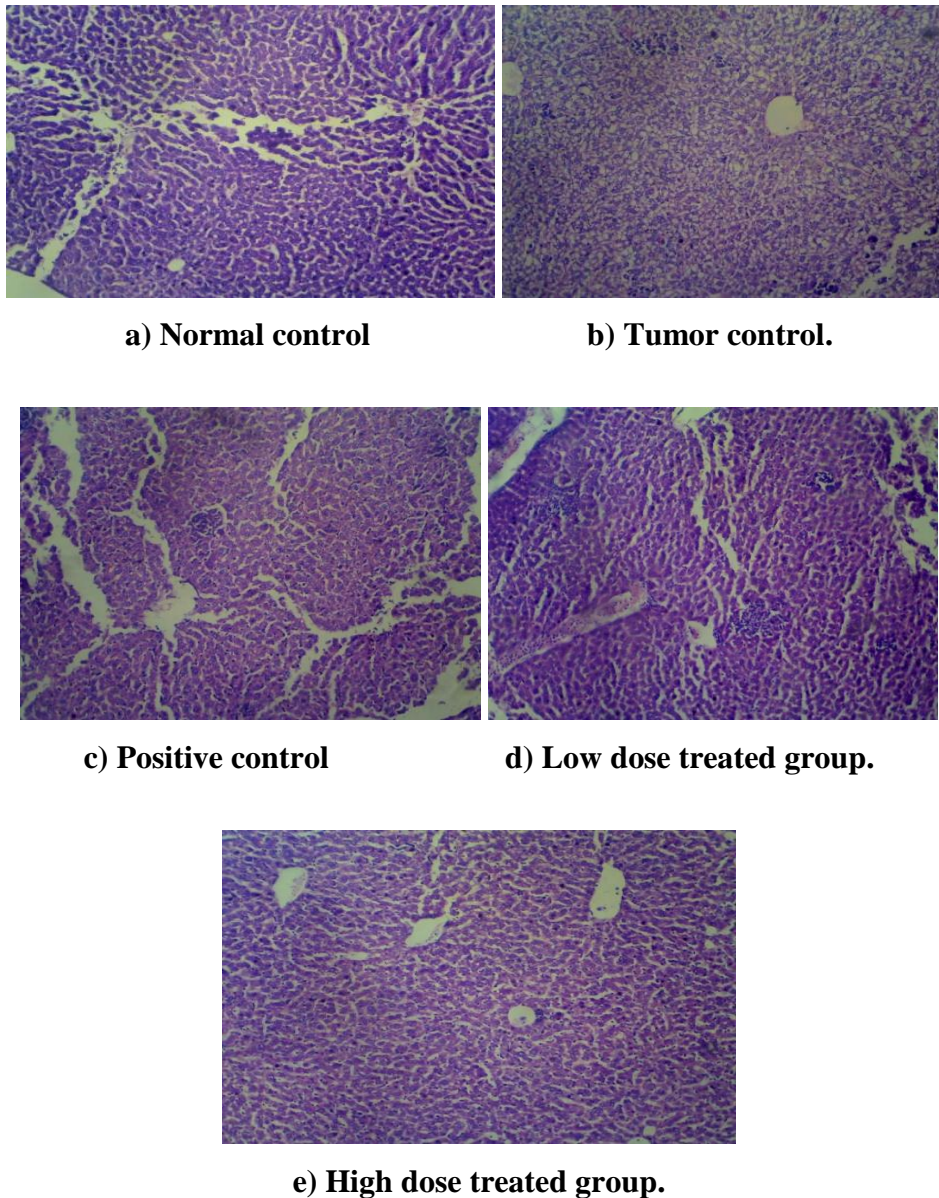 a) Normal control
b) Tumor control.
c) Positive control
d) Low dose treated group.
e) High dose treated group.